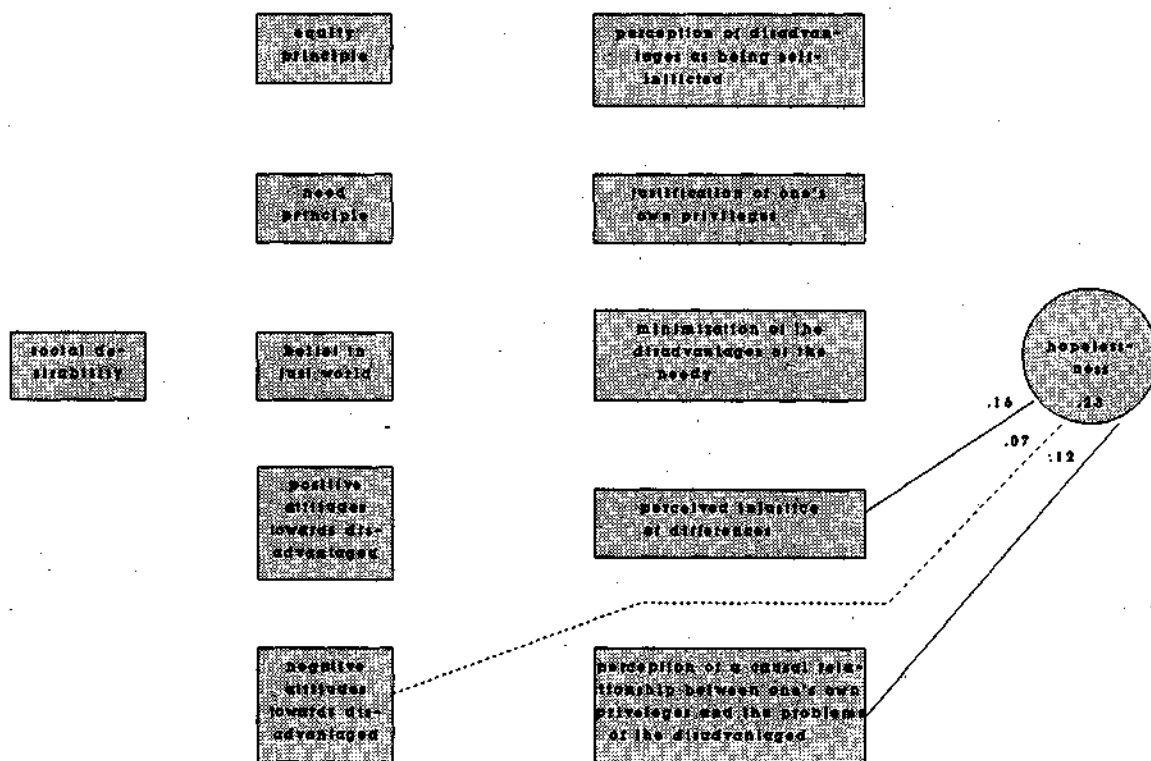 equity
principle
perception of disadvan-
tages as being self-
inflicted
need
principle
justification of one's
own privileges
social de-
sirability
belief in
just world
minimization of the
disadvantages of the
needy
hopeless-
ness
.23
.16
.07
.12
positive
attitudes
towards dis-
advantaged
perceived injustice
of differences
negative
attitudes
towards dis-
advantaged
perception of a causal rela-
tionship between one's own
privileges and the problems
of the disadvantaged